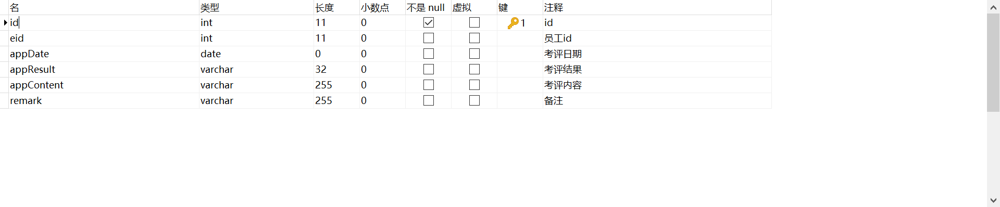 名 类型 长度 小数点 不是 null 虚拟 键 注释
id int 11 0 1 id
eid int 11 0 员工id
appDate date 0 0 考评日期
appResult varchar 32 0 考评结果
appContent varchar 255 0 考评内容
remark varchar 255 0 备注